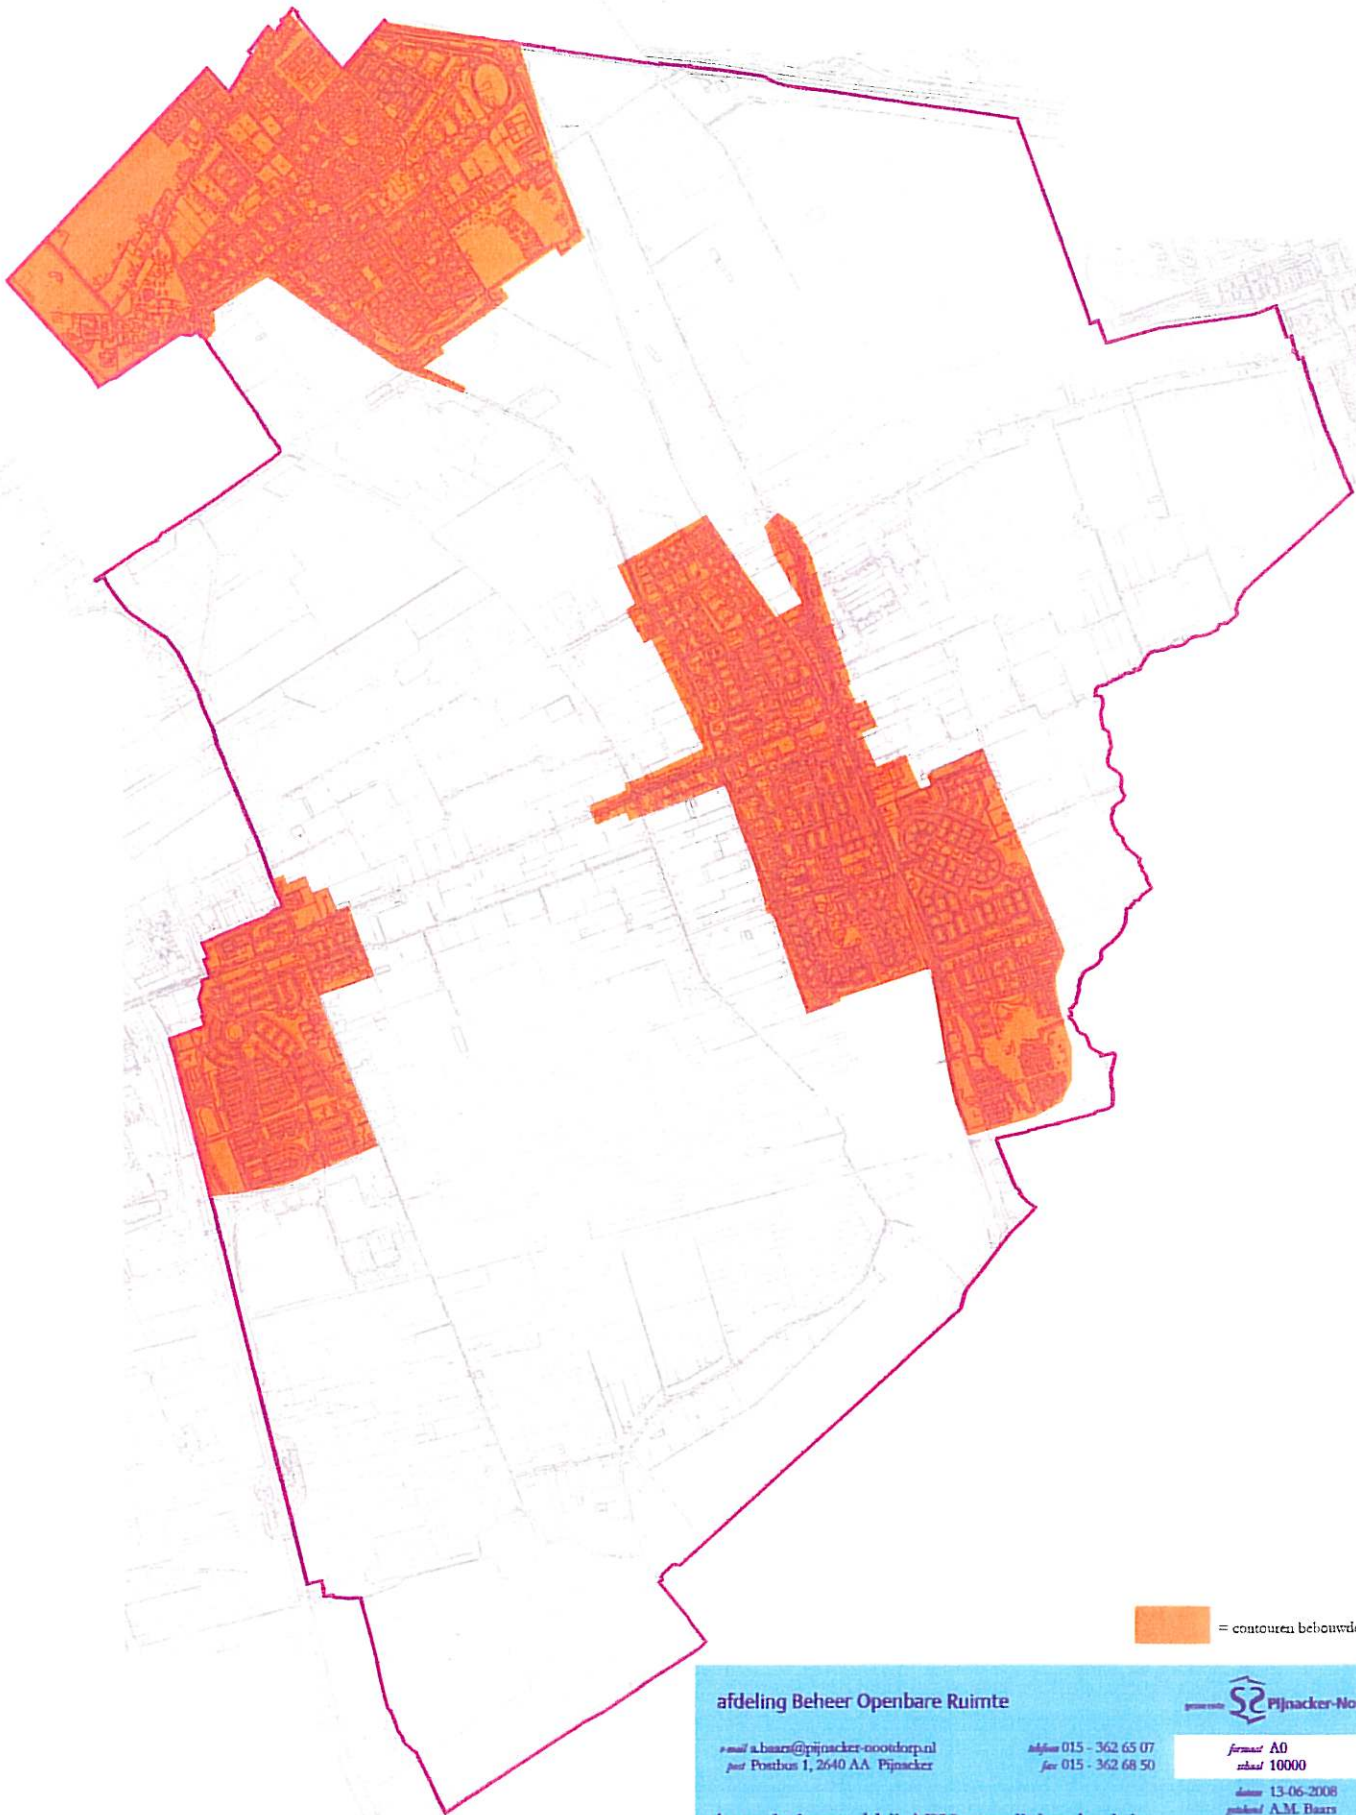 = contouren bebouwde
afdeling Beheer Openbare Ruimte
gemeente Pijnacker-No
e-mail a.baars@pijnacker-nootdorp.nl
post Postbus 1, 2640 AA Pijnacker
telefoon 015 - 362 65 07
fax 015 - 362 68 50
formaat A0
schaal 10000
datum 13-06-2008
getekend A.M. Baars